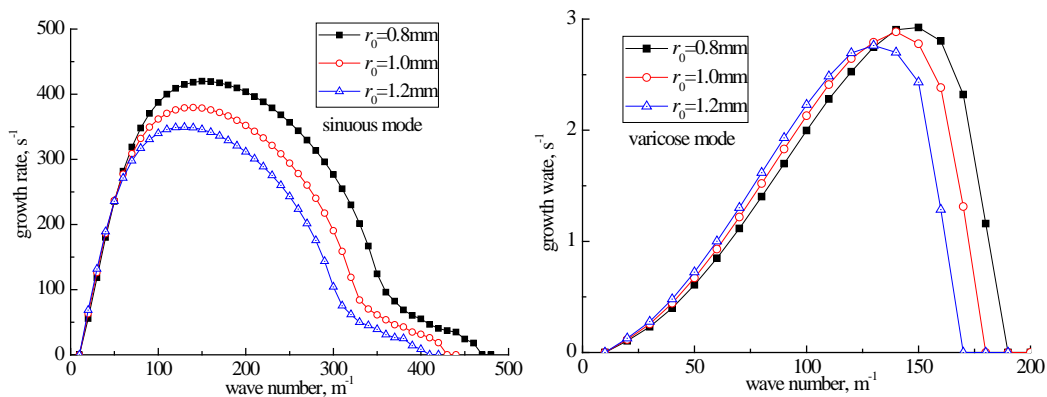 500
400
300
200
100
0
growth rate, s⁻¹
r₀=0.8mm
r₀=1.0mm
r₀=1.2mm
sinuous mode
0 100 200 300 400 500
wave number, m⁻¹
3
2
1
0
growth wate, s⁻¹
r₀=0.8mm
r₀=1.0mm
r₀=1.2mm
varicose mode
0 50 100 150 200
wave number, m⁻¹